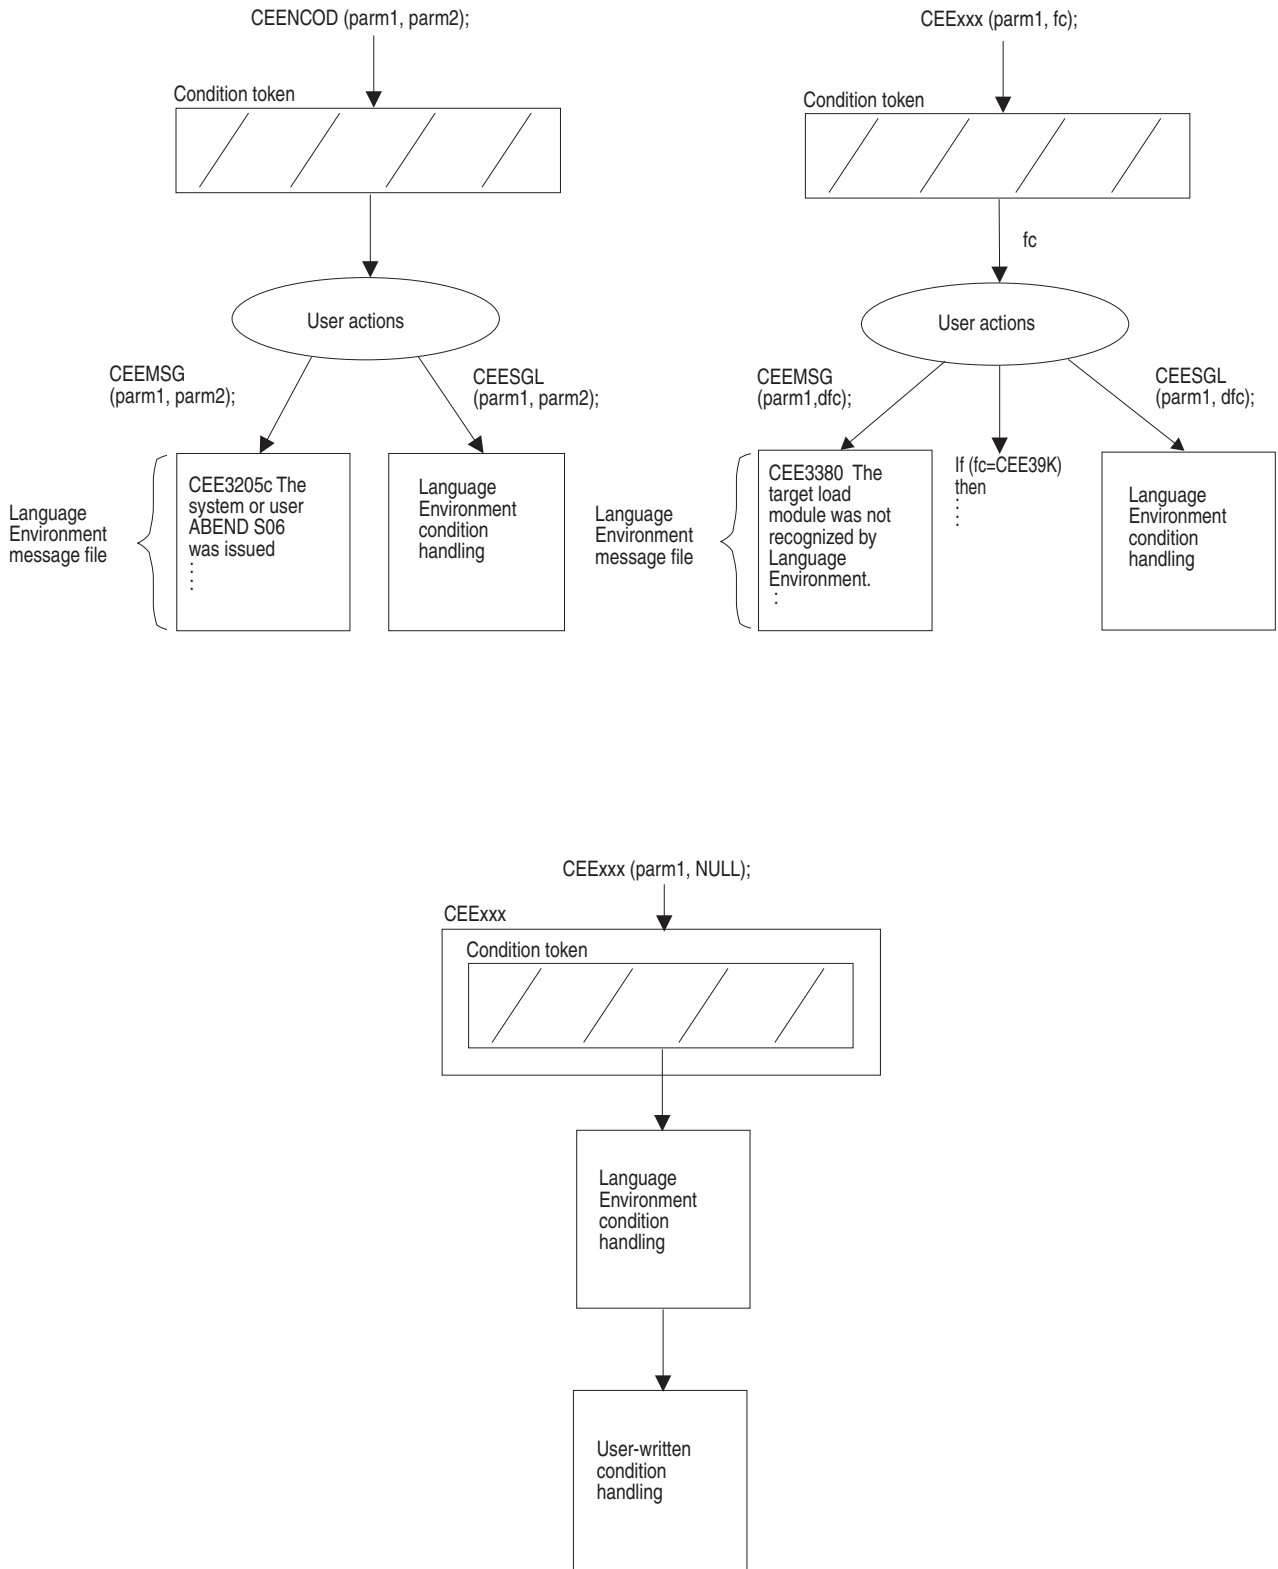 CEENCOD (parm1, parm2);
Condition token
User actions
CEEMSG
(parm1, parm2);
CEESGL
(parm1, parm2);
Language
Environment
message file
CEE3205c The
system or user
ABEND S06
was issued
Language
Environment
condition
handling
CEExxx (parm1, fc);
Condition token
fc
User actions
CEEMSG
(parm1,dfc);
CEESGL
(parm1, dfc);
Language
Environment
message file
CEE3380 The
target load
module was not
recognized by
Language
Environment.
If (fc=CEE39K)
then
Language
Environment
condition
handling
CEExxx (parm1, NULL);
CEExxx
Condition token
Language
Environment
condition
handling
User-written
condition
handling